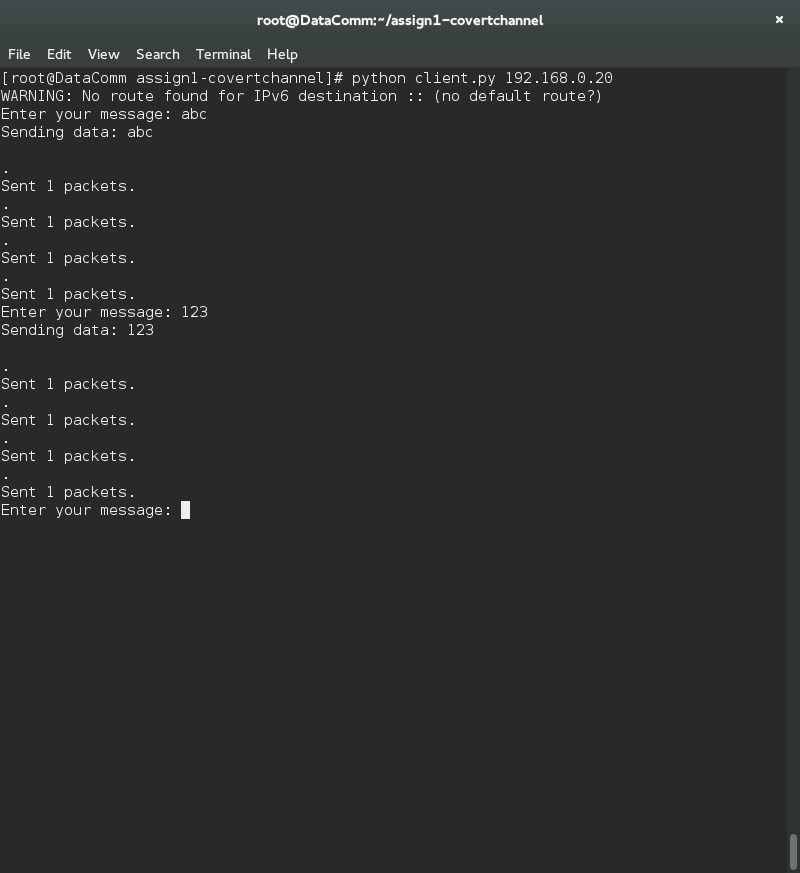 root@DataComm:~/assign1-covertchannel
×
File Edit View Search Terminal Help
[root@DataComm assign1-covertchannel]# python client.py 192.168.0.20
WARNING: No route found for IPv6 destination :: (no default route?)
Enter your message: abc
Sending data: abc
.
Sent 1 packets.
.
Sent 1 packets.
.
Sent 1 packets.
.
Sent 1 packets.
Enter your message: 123
Sending data: 123
.
Sent 1 packets.
.
Sent 1 packets.
.
Sent 1 packets.
.
Sent 1 packets.
Enter your message: